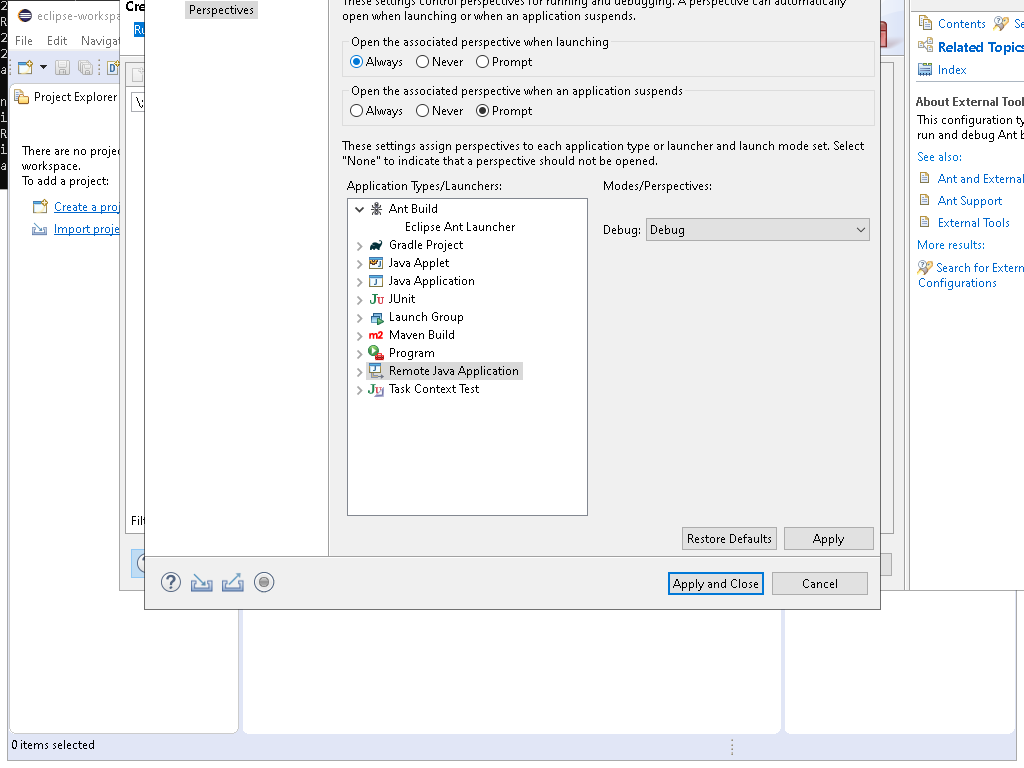 eclipse-workspa
Cre
Perspectives
These settings control perspectives for running and debugging. A perspective can automatically
open when launching or when an application suspends.
File Edit Navigat
Contents
Related Topics
Index
Project Explorer
Open the associated perspective when launching
Always Never Prompt
Open the associated perspective when an application suspends
Always Never Prompt
There are no proje
workspace.
To add a project:
Create a proj
Import proje
These settings assign perspectives to each application type or launcher and launch mode set. Select
"None" to indicate that a perspective should not be opened.
Application Types/Launchers:
Modes/Perspectives:
Ant Build
Eclipse Ant Launcher
Gradle Project
Java Applet
Java Application
JUnit
Launch Group
m2 Maven Build
Program
Remote Java Application
Task Context Test
Debug: Debug
About External Tool
This configuration ty
run and debug Ant b
See also:
Ant and External
Ant Support
External Tools
More results:
Search for Extern
Configurations
Filt
Restore Defaults
Apply
Apply and Close
Cancel
0 items selected